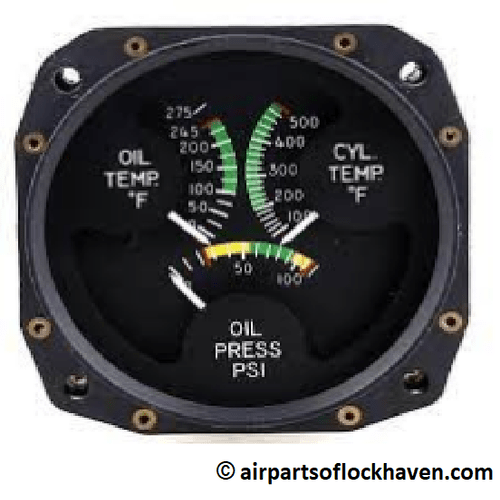 275
245
200
150
100
50
OIL
TEMP.
°F
500
400
300
200
100
CYL.
TEMP.
°F
50
100
OIL
PRESS
PSI
© airpartsoflockhaven.com